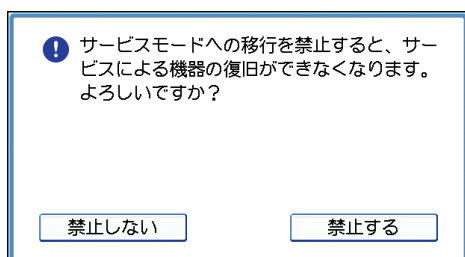 サービスモードへの移行を禁止すると、サー
ビスによる機器の復旧ができなくなります。
よろしいですか？
禁止しない
禁止する